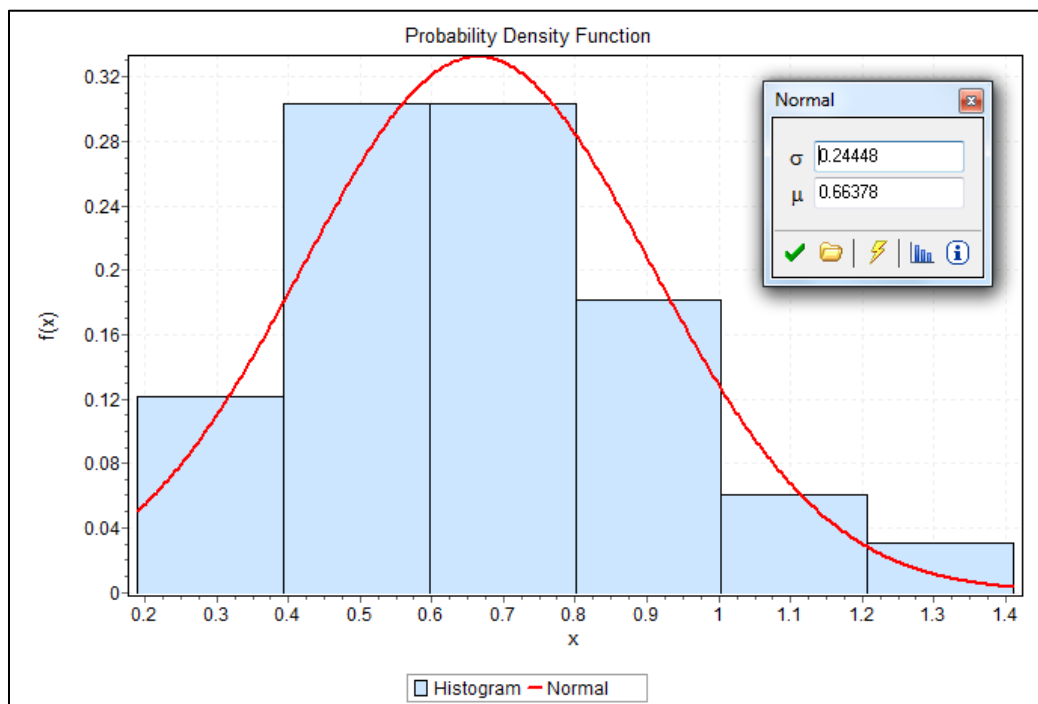 Probability Density Function
Normal
σ 0.24448
μ 0.66378
f(x)
0.32
0.28
0.24
0.2
0.16
0.12
0.08
0.04
0
0.2 0.3 0.4 0.5 0.6 0.7 0.8 0.9 1 1.1 1.2 1.3 1.4
x
Histogram Normal